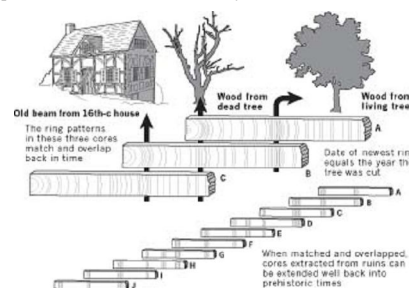 Wood from
dead tree
Wood from
living tree
Old beam from 16th-c house
The ring patterns
in these three cores
match and overlap
back in time
A
Date of newest rin
equals the year th
tree was cut
B
C
A
B
C
D
E
F
G
H
I
J
When matched and overlapped,
cores extracted from ruins can
be extended well back into
prehistoric times